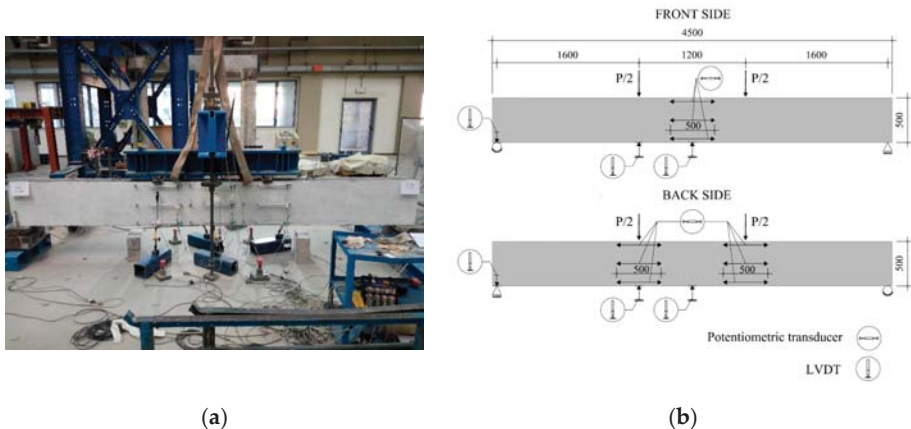 FRONT SIDE
4500
1600 1200 1600
P/2 P/2
500
500
BACK SIDE
P/2 P/2
500 500
500
Potentiometric transducer
LVDT
(a) (b)